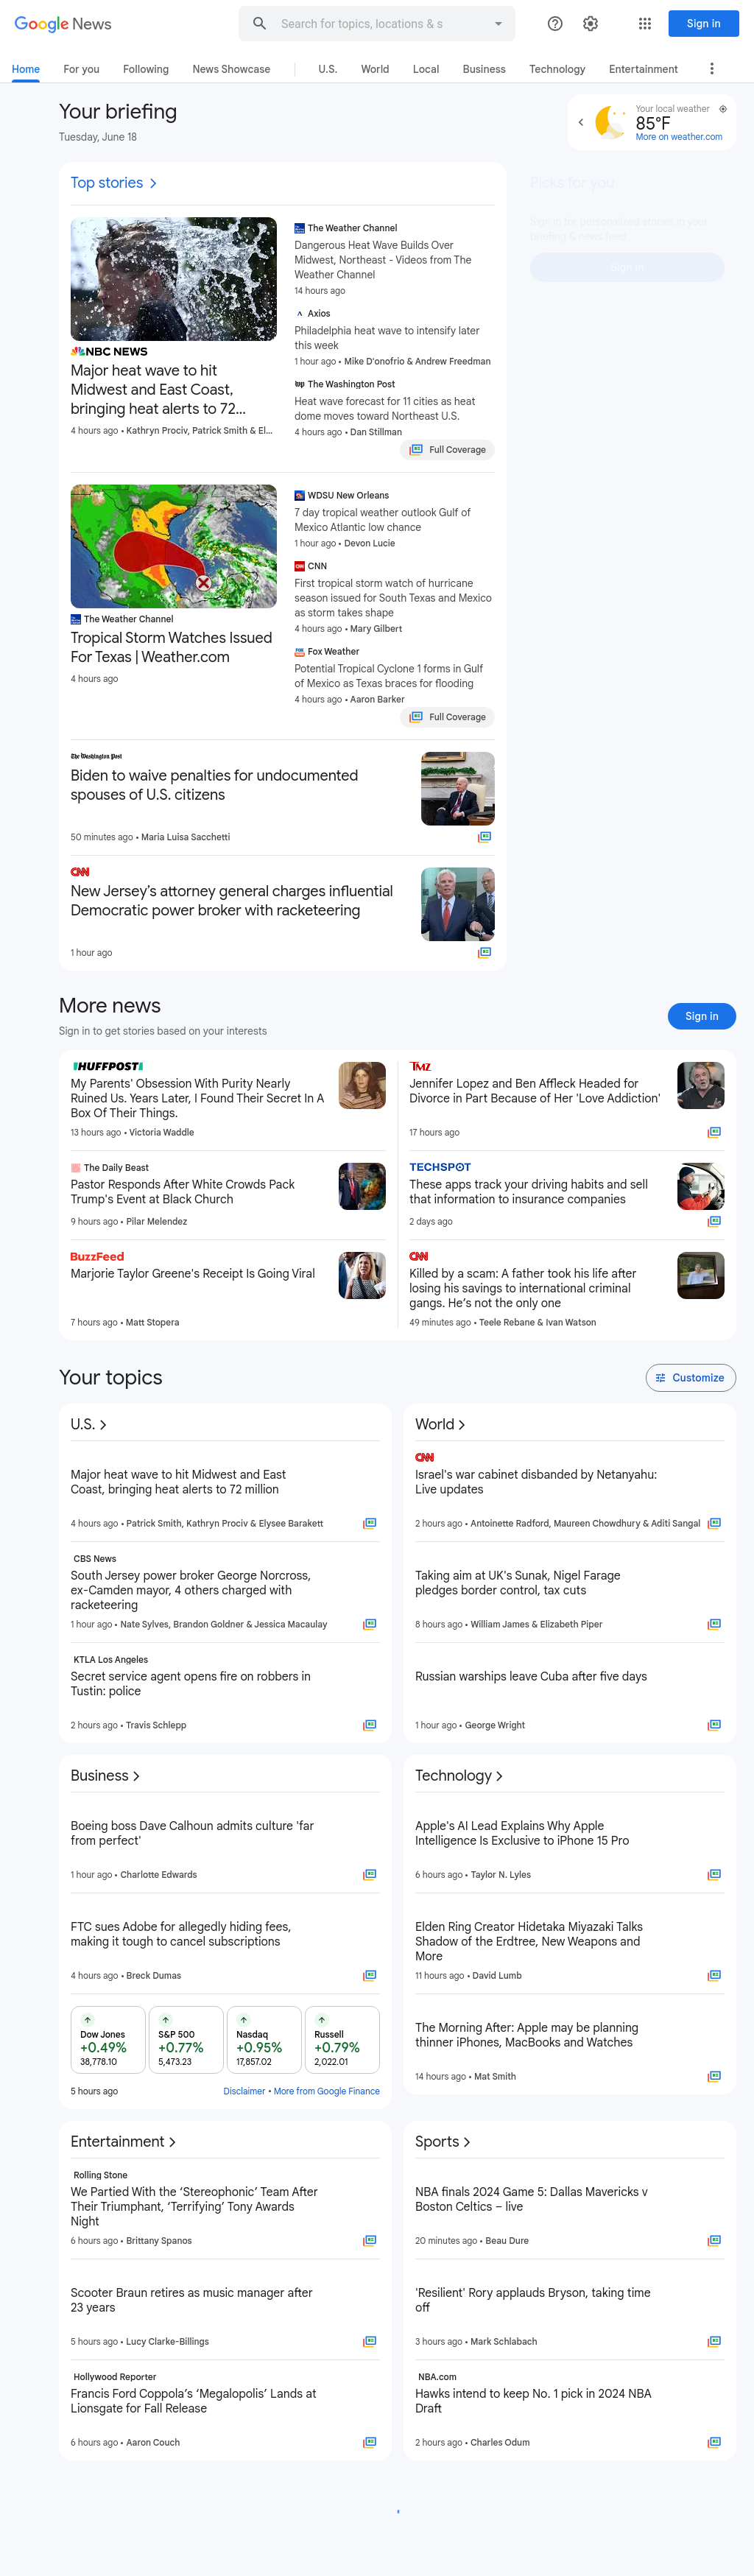 Google News
Search for topics, locations & s
Sign in
Home
For you
Following
News Showcase
U.S.
World
Local
Business
Technology
Entertainment
Your briefing
Tuesday, June 18
Your local weather
85°F
More on weather.com
Top stories
NBC NEWS
Major heat wave to hit
Midwest and East Coast,
bringing heat alerts to 72...
4 hours ago • Kathryn Prociv, Patrick Smith & El...
The Weather Channel
Dangerous Heat Wave Builds Over
Midwest, Northeast - Videos from The
Weather Channel
14 hours ago
Axios
Philadelphia heat wave to intensify later
this week
1 hour ago • Mike D'onofrio & Andrew Freedman
The Washington Post
Heat wave forecast for 11 cities as heat
dome moves toward Northeast U.S.
4 hours ago • Dan Stillman
Full Coverage
Picks for you
Sign in for personalized stories in your
briefing & news feed
Sign in
The Weather Channel
Tropical Storm Watches Issued
For Texas | Weather.com
4 hours ago
WDSU New Orleans
7 day tropical weather outlook Gulf of
Mexico Atlantic low chance
1 hour ago • Devon Lucie
CNN
First tropical storm watch of hurricane
season issued for South Texas and Mexico
as storm takes shape
4 hours ago • Mary Gilbert
Fox Weather
Potential Tropical Cyclone 1 forms in Gulf
of Mexico as Texas braces for flooding
4 hours ago • Aaron Barker
Full Coverage
The Washington Post
Biden to waive penalties for undocumented
spouses of U.S. citizens
50 minutes ago • Maria Luisa Sacchetti
CNN
New Jersey's attorney general charges influential
Democratic power broker with racketeering
1 hour ago
More news
Sign in to get stories based on your interests
Sign in
HUFFPOST
My Parents' Obsession With Purity Nearly
Ruined Us. Years Later, I Found Their Secret In A
Box Of Their Things.
13 hours ago • Victoria Waddle
TMZ
Jennifer Lopez and Ben Affleck Headed for
Divorce in Part Because of Her 'Love Addiction'
17 hours ago
The Daily Beast
Pastor Responds After White Crowds Pack
Trump's Event at Black Church
9 hours ago • Pilar Melendez
TECHSPOT
These apps track your driving habits and sell
that information to insurance companies
2 days ago
BuzzFeed
Marjorie Taylor Greene's Receipt Is Going Viral
7 hours ago • Matt Stopera
CNN
Killed by a scam: A father took his life after
losing his savings to international criminal
gangs. He's not the only one
49 minutes ago • Teele Rebane & Ivan Watson
Your topics
Customize
U.S.
Major heat wave to hit Midwest and East
Coast, bringing heat alerts to 72 million
4 hours ago • Patrick Smith, Kathryn Prociv & Elysee Barakett
CBS News
South Jersey power broker George Norcross,
ex-Camden mayor, 4 others charged with
racketeering
1 hour ago • Nate Sylves, Brandon Goldner & Jessica Macaulay
KTLA Los Angeles
Secret service agent opens fire on robbers in
Tustin: police
2 hours ago • Travis Schlepp
World
CNN
Israel's war cabinet disbanded by Netanyahu:
Live updates
2 hours ago • Antoinette Radford, Maureen Chowdhury & Aditi Sangal
Taking aim at UK's Sunak, Nigel Farage
pledges border control, tax cuts
8 hours ago • William James & Elizabeth Piper
Russian warships leave Cuba after five days
1 hour ago • George Wright
Business
Boeing boss Dave Calhoun admits culture 'far
from perfect'
1 hour ago • Charlotte Edwards
FTC sues Adobe for allegedly hiding fees,
making it tough to cancel subscriptions
4 hours ago • Breck Dumas
Dow Jones
+0.49%
38,778.10
S&P 500
+0.77%
5,473.23
Nasdaq
+0.95%
17,857.02
Russell
+0.79%
2,022.01
5 hours ago
Disclaimer • More from Google Finance
Technology
Apple's AI Lead Explains Why Apple
Intelligence Is Exclusive to iPhone 15 Pro
6 hours ago • Taylor N. Lyles
Elden Ring Creator Hidetaka Miyazaki Talks
Shadow of the Erdtree, New Weapons and
More
11 hours ago • David Lumb
The Morning After: Apple may be planning
thinner iPhones, MacBooks and Watches
14 hours ago • Mat Smith
Entertainment
Rolling Stone
We Partied With the 'Stereophonic' Team After
Their Triumphant, 'Terrifying' Tony Awards
Night
6 hours ago • Brittany Spanos
Scooter Braun retires as music manager after
23 years
5 hours ago • Lucy Clarke-Billings
Hollywood Reporter
Francis Ford Coppola's 'Megalopolis' Lands at
Lionsgate for Fall Release
6 hours ago • Aaron Couch
Sports
NBA finals 2024 Game 5: Dallas Mavericks v
Boston Celtics – live
20 minutes ago • Beau Dure
'Resilient' Rory applauds Bryson, taking time
off
3 hours ago • Mark Schlabach
NBA.com
Hawks intend to keep No. 1 pick in 2024 NBA
Draft
2 hours ago • Charles Odum